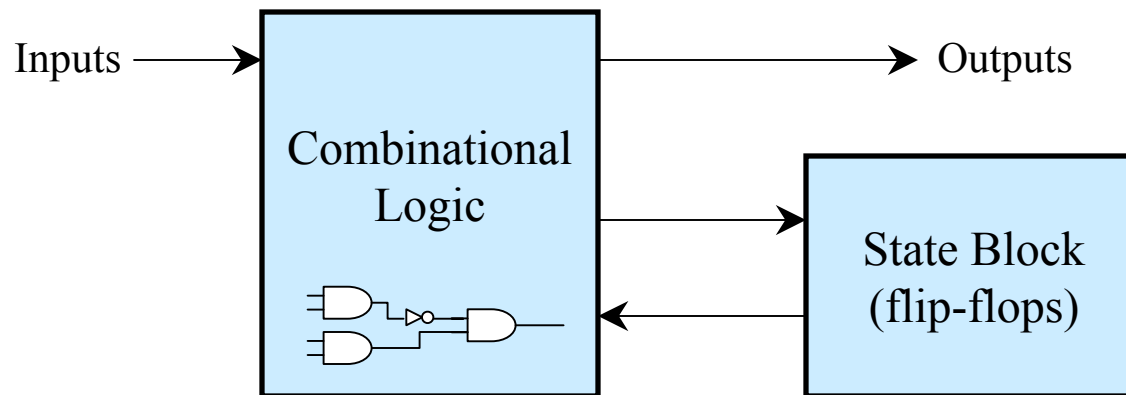 Inputs
Outputs
Combinational
Logic
State Block
(flip-flops)